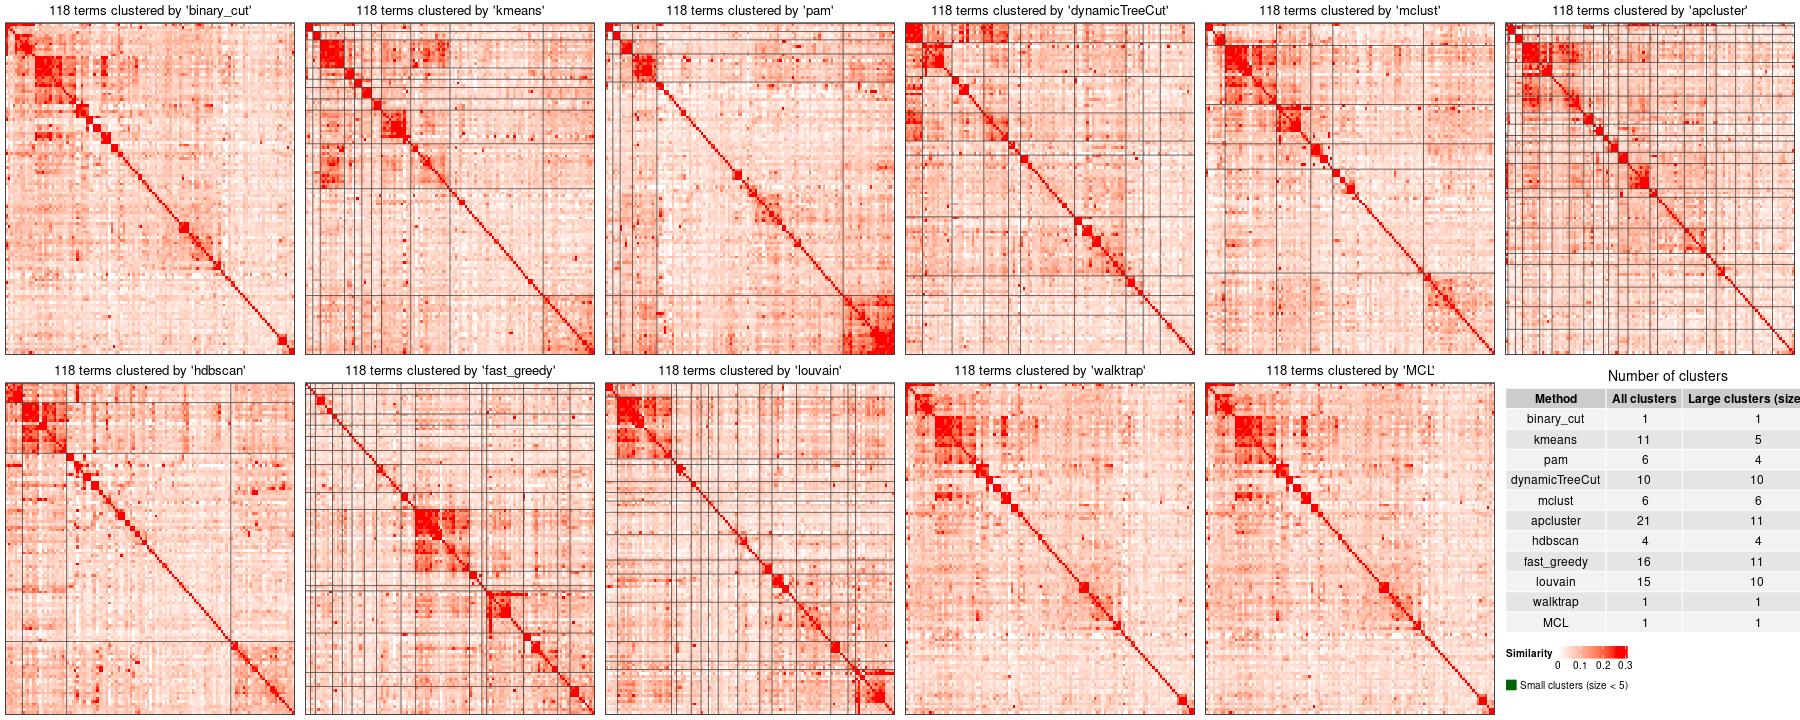 118 terms clustered by 'binary_cut'
118 terms clustered by 'kmeans'
118 terms clustered by 'pam'
118 terms clustered by 'dynamicTreeCut'
118 terms clustered by 'mclust'
118 terms clustered by 'apcluster'
118 terms clustered by 'hdbscan'
118 terms clustered by 'fast_greedy'
118 terms clustered by 'louvain'
118 terms clustered by 'walktrap'
118 terms clustered by 'MCL'
Number of clusters
Method All clusters Large clusters (size
binary_cut 1 1
kmeans 11 5
pam 6 4
dynamicTreeCut 10 10
mclust 6 6
apcluster 21 11
hdbscan 4 4
fast_greedy 16 11
louvain 15 10
walktrap 1 1
MCL 1 1
Similarity
0 0.1 0.2 0.3
Small clusters (size < 5)